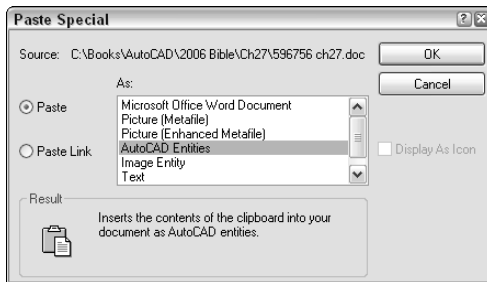 Paste Special
Source: C:\Books\AutoCAD\2006 Bible\Ch27\596756 ch27.doc
OK
Cancel
As:
Paste
Paste Link
Microsoft Office Word Document
Picture (Metafile)
Picture (Enhanced Metafile)
AutoCAD Entities
Image Entity
Text
Display As Icon
Result
Inserts the contents of the clipboard into your
document as AutoCAD entities.